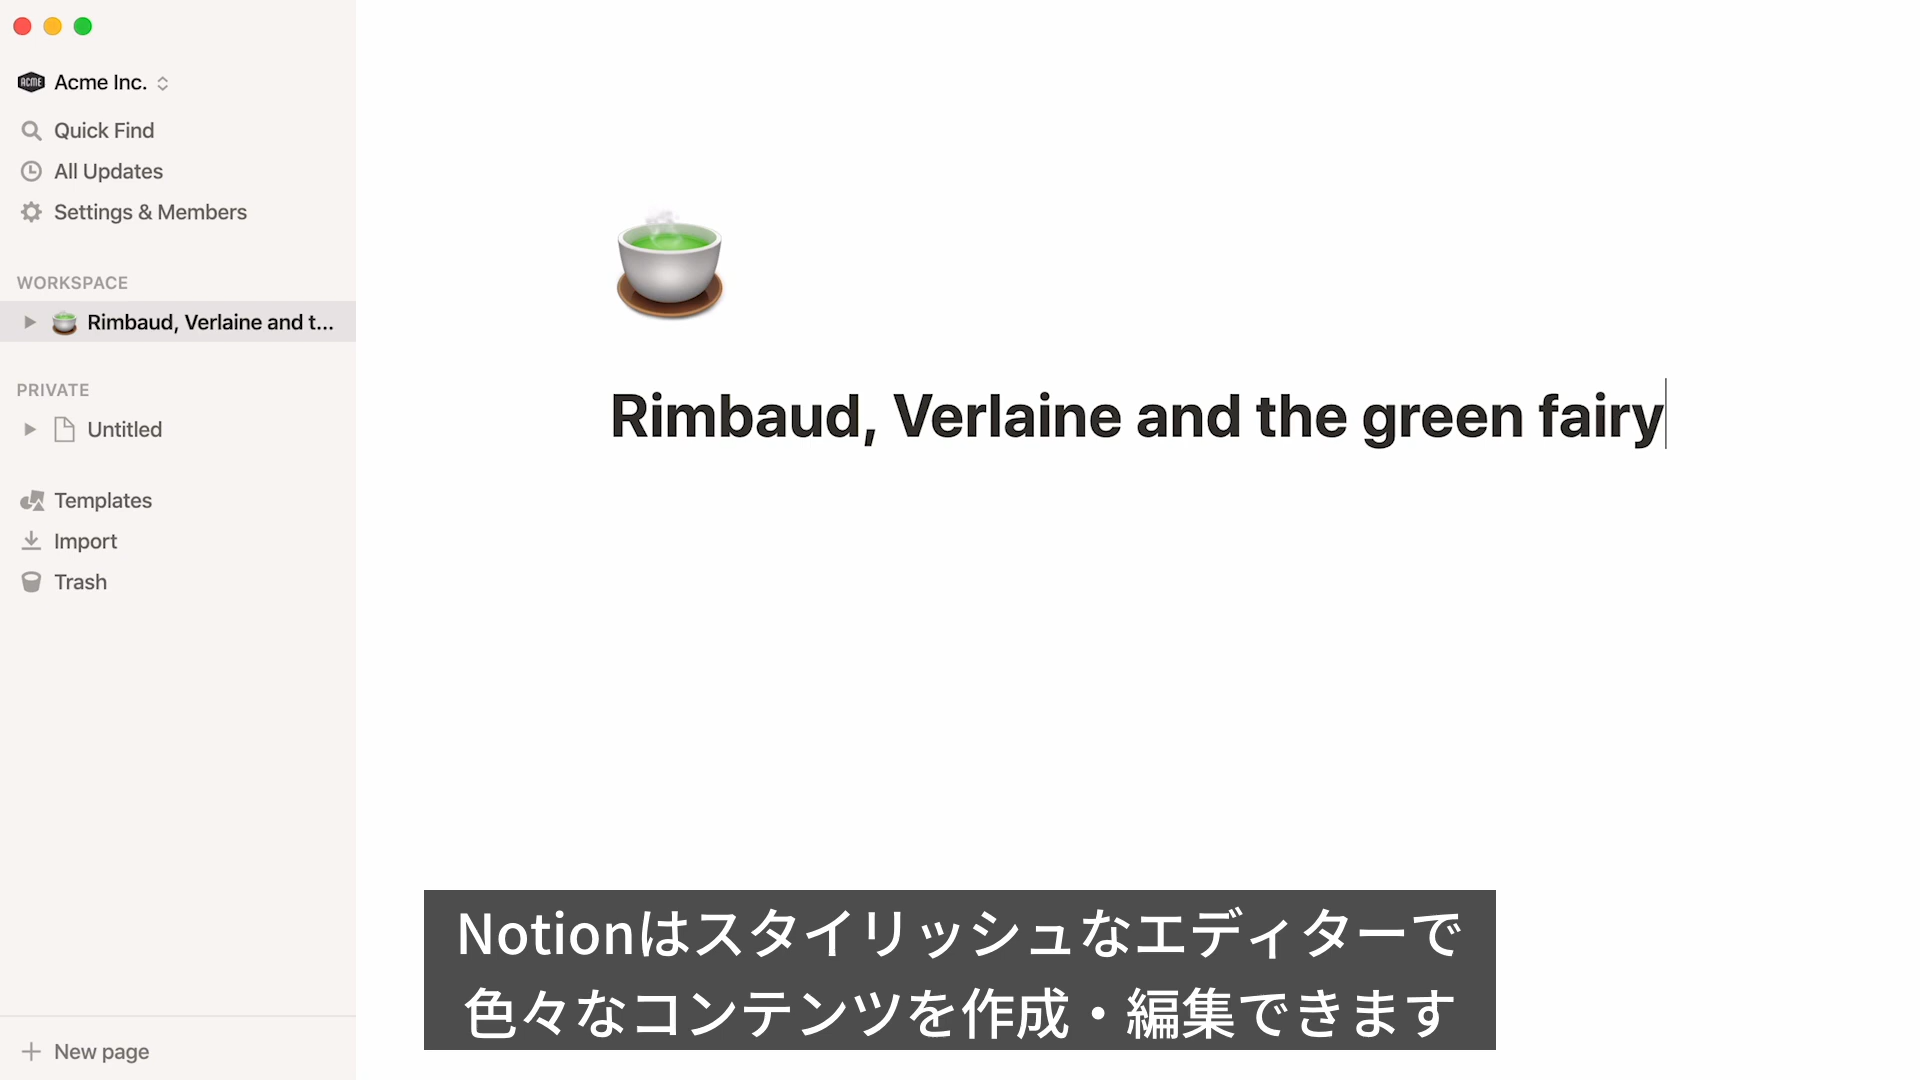 ACME
Acme Inc.
Quick Find
All Updates
Settings & Members
WORKSPACE
Rimbaud, Verlaine and t...
PRIVATE
Untitled
Templates
Import
Trash
New page
Rimbaud, Verlaine and the green fairy
Notionはスタイリッシュなエディターで
色々なコンテンツを作成・編集できます